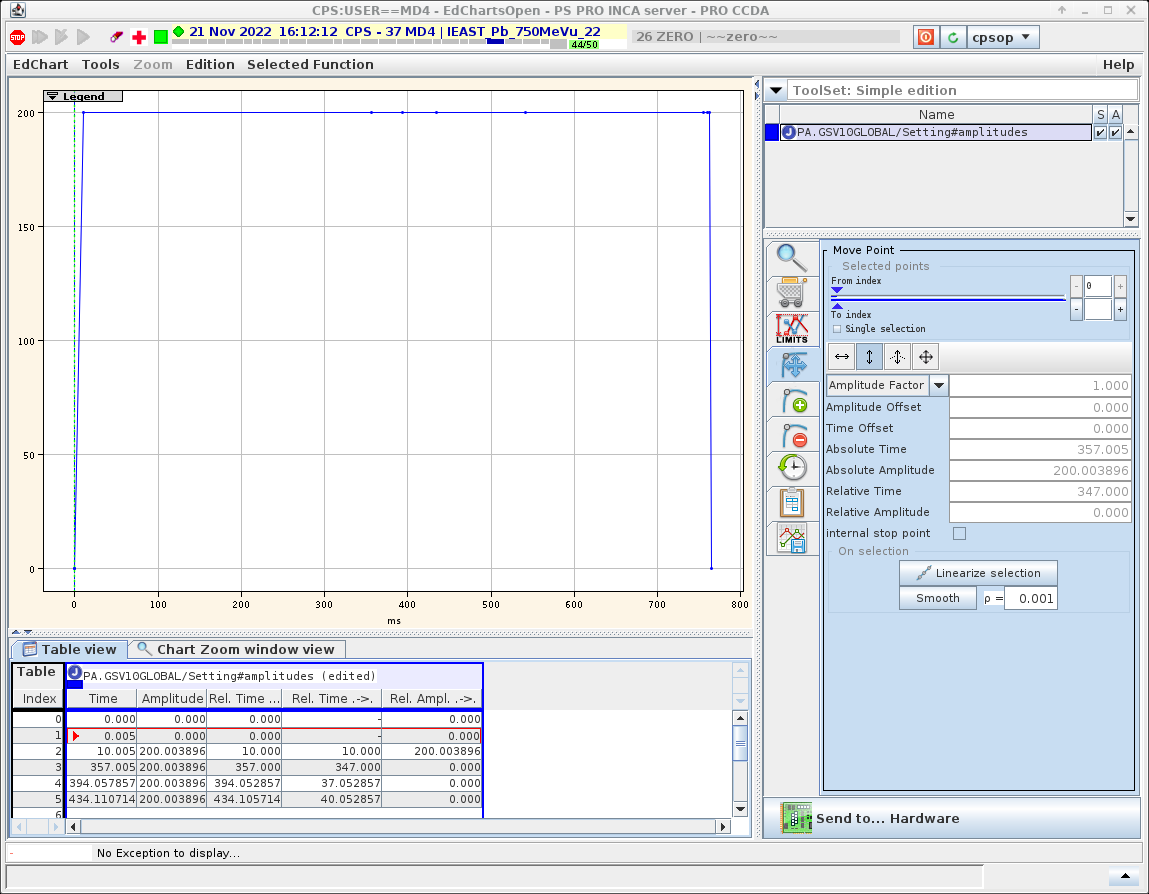 CPS:USER==MD4 - EdChartsOpen - PS PRO INCA server - PRO CCDA
STOP
21 Nov 2022 16:12:12 CPS - 37 MD4 | IEAST_Pb_750MeVu_22
44/50
26 ZERO | ~~zero~~
cpsop
EdChart Tools Zoom Edition Selected Function Help
Legend
200
150
100
50
0
0 100 200 300 400 500 600 700 800
ms
ToolSet: Simple edition
Name S A
J PA.GSV10GLOBAL/Setting#amplitudes
LIMITS
Move Point
Selected points
From index
- 0 +
To index
- +
Single selection
Amplitude Factor 1.000
Amplitude Offset 0.000
Time Offset 0.000
Absolute Time 357.005
Absolute Amplitude 200.003896
Relative Time 347.000
Relative Amplitude 0.000
internal stop point
On selection
Linearize selection
Smooth ρ = 0.001
Send to... Hardware
Table view Chart Zoom window view
Table J PA.GSV10GLOBAL/Setting#amplitudes (edited)
Index Time Amplitude Rel. Time ... Rel. Time .->. Rel. Ampl. .->.
0 0.000 0.000 0.000 - 0.000
1 0.005 0.000 0.000 - 0.000
2 10.005 200.003896 10.000 10.000 200.003896
3 357.005 200.003896 357.000 347.000 0.000
4 394.057857 200.003896 394.052857 37.052857 0.000
5 434.110714 200.003896 434.105714 40.052857 0.000
6
- No Exception to display...